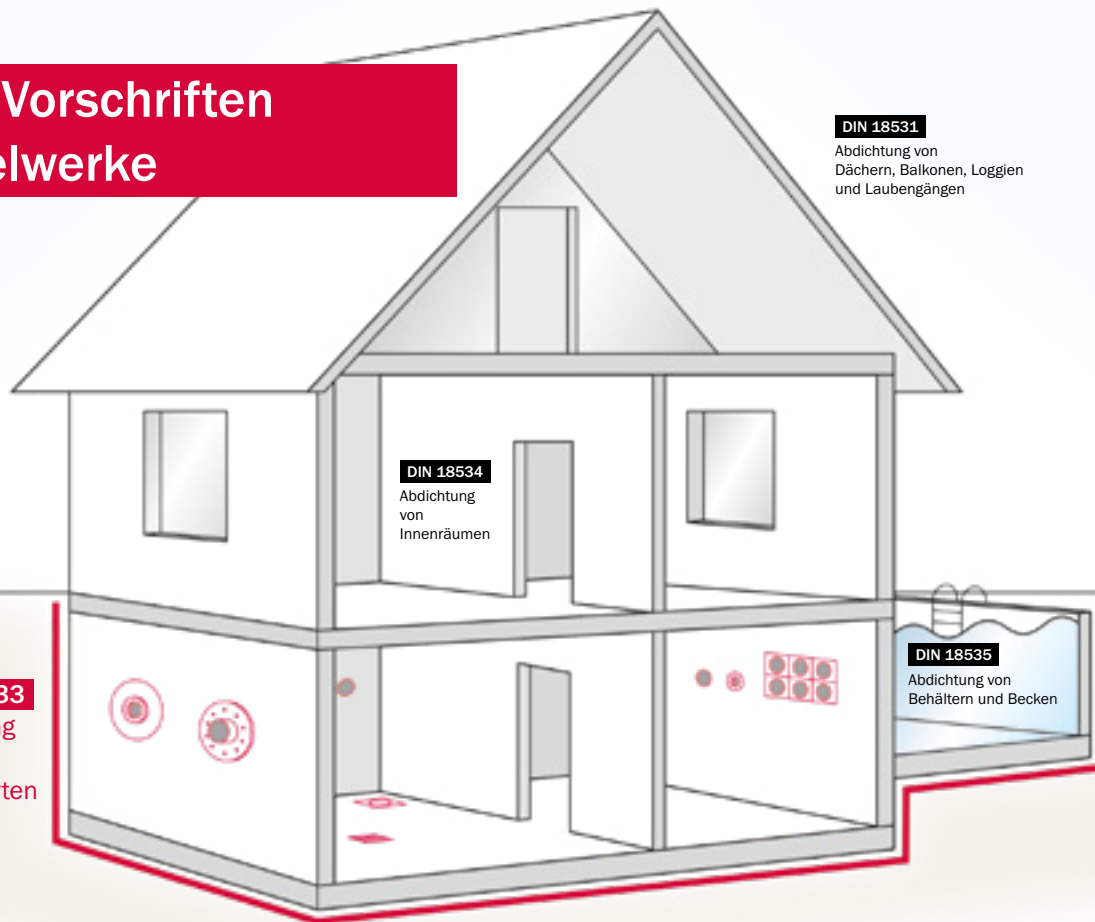 Vorschriften
elwerke
DIN 18531
Abdichtung von
Dächern, Balkonen, Loggien
und Laubengängen
DIN 18534
Abdichtung
von
Innenräumen
DIN 18535
Abdichtung von
Behältern und Becken
33
g
ten